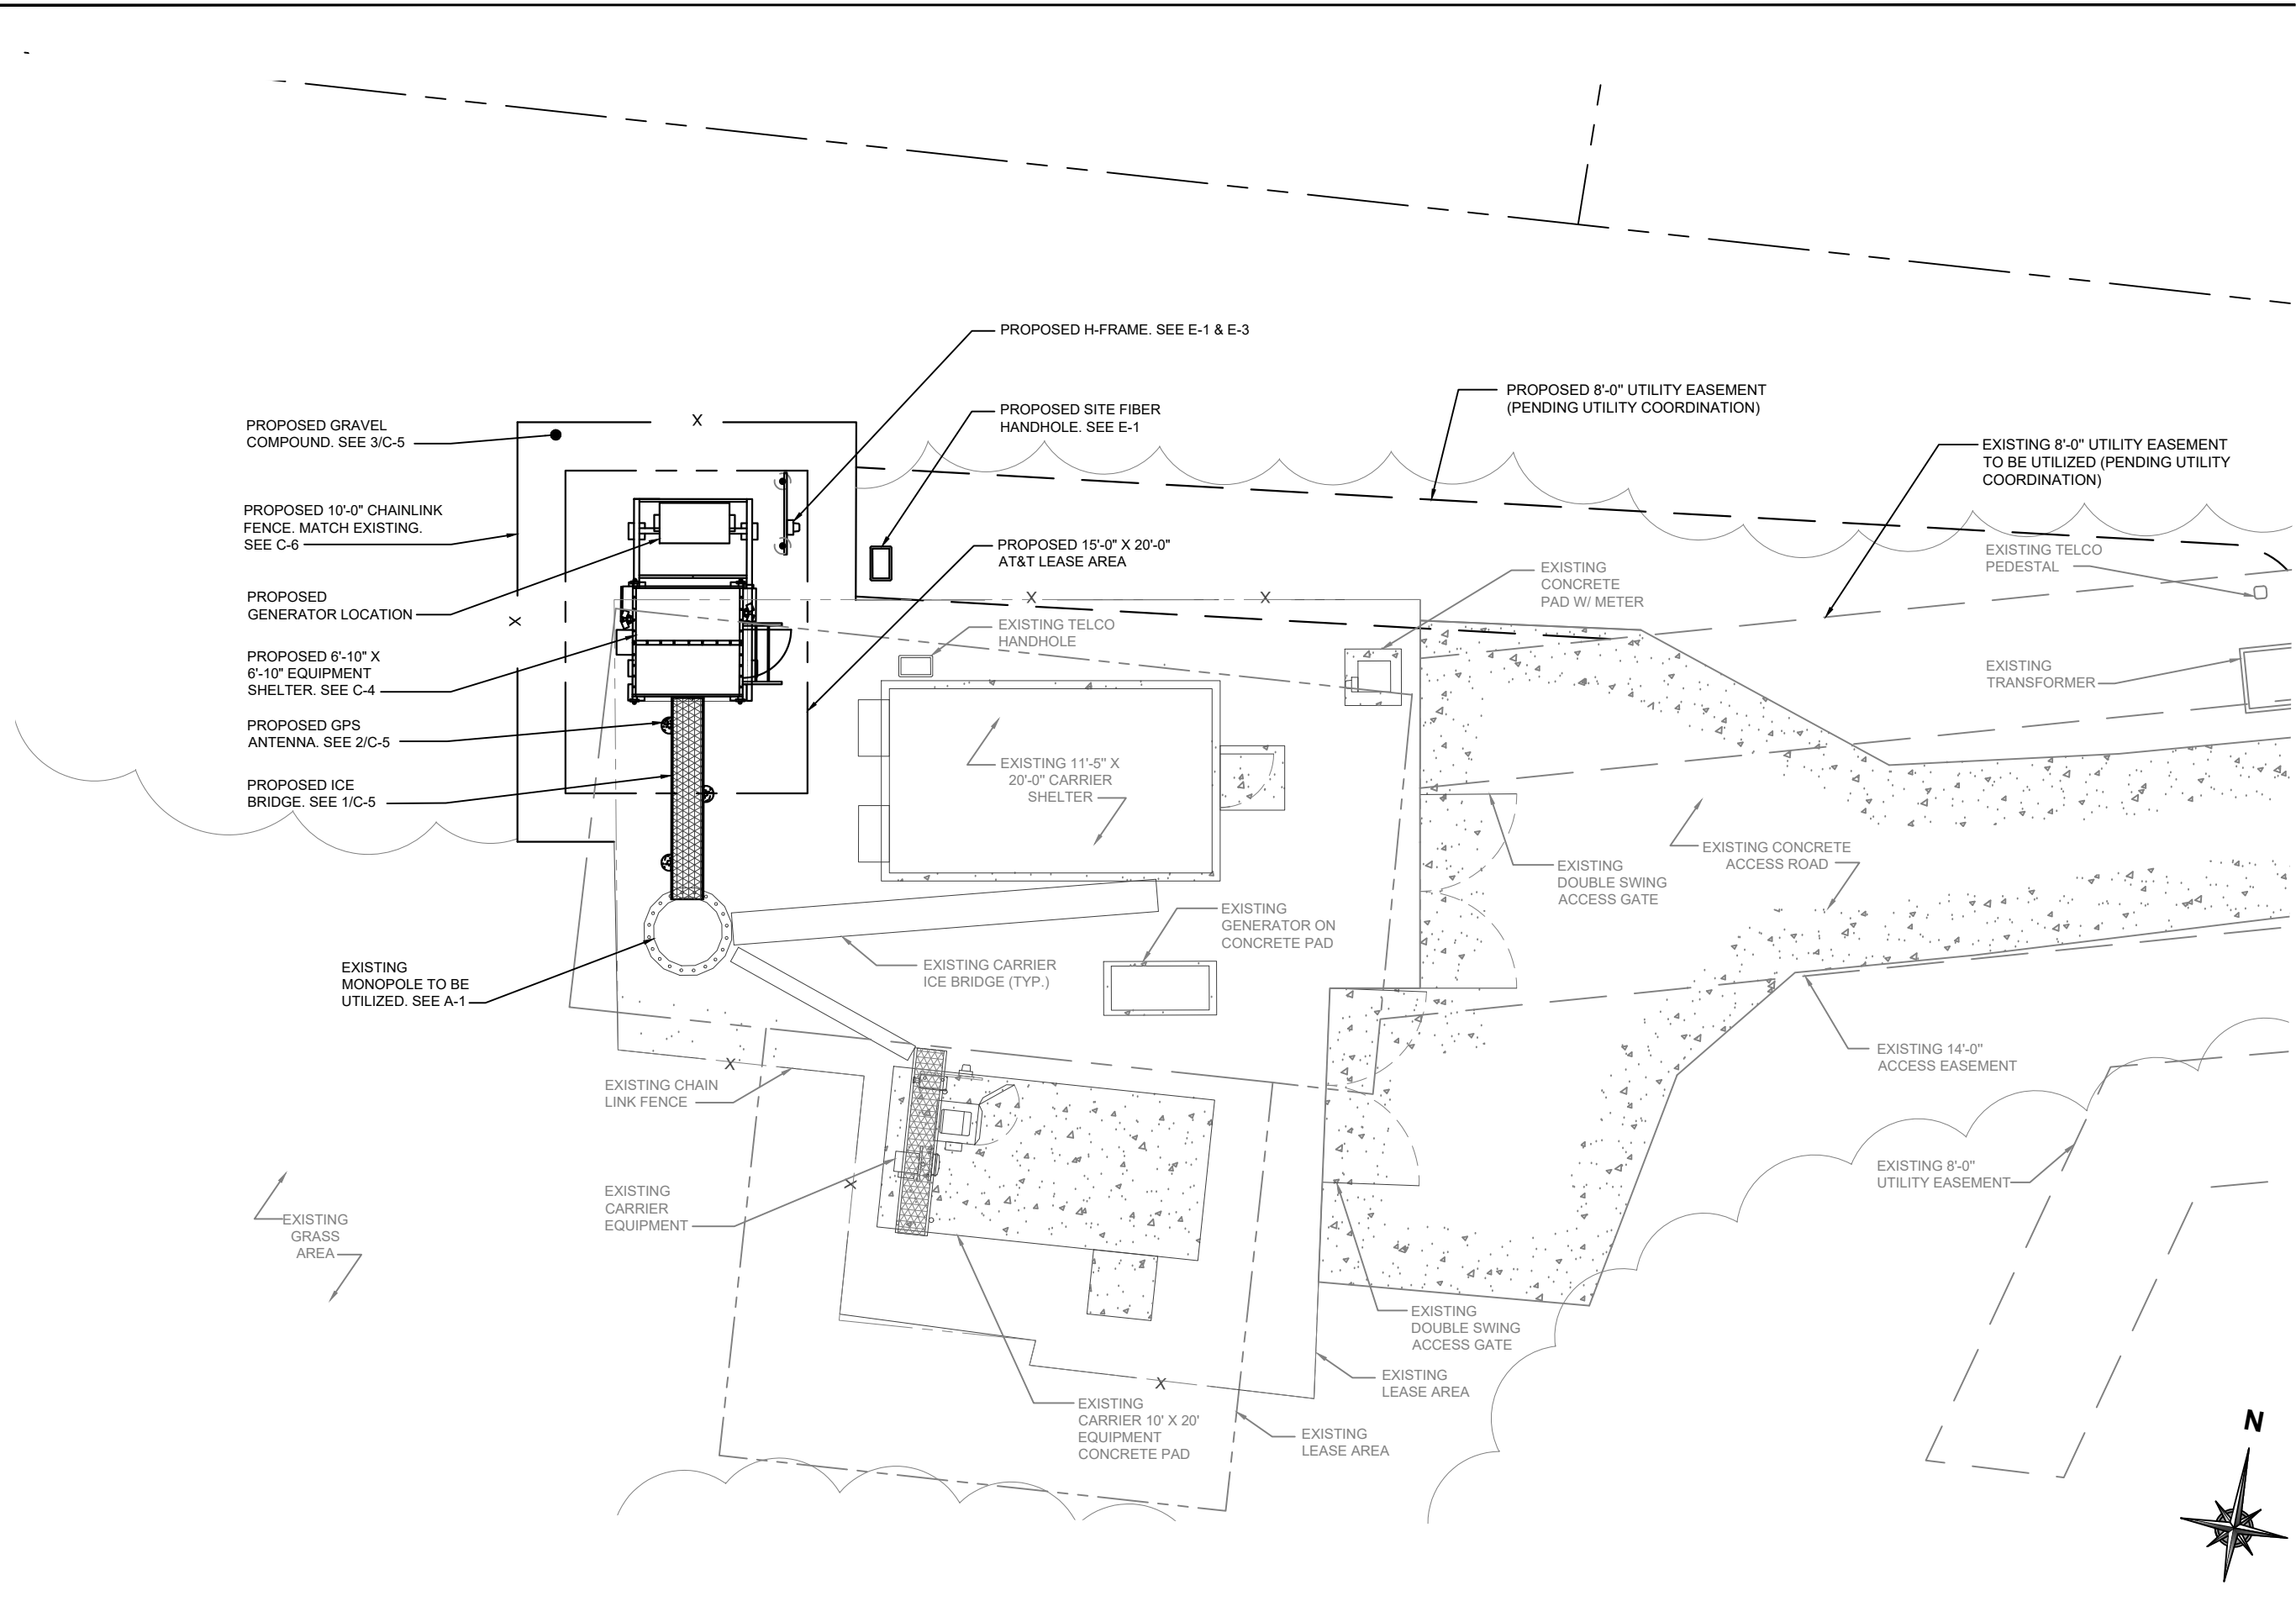 PROPOSED H-FRAME. SEE E-1 & E-3
PROPOSED SITE FIBER
HANDHOLE. SEE E-1
PROPOSED 8'-0" UTILITY EASEMENT
(PENDING UTILITY COORDINATION)
EXISTING 8'-0" UTILITY EASEMENT
TO BE UTILIZED (PENDING UTILITY
COORDINATION)
PROPOSED GRAVEL
COMPOUND. SEE 3/C-5
X
PROPOSED 10'-0" CHAINLINK
FENCE. MATCH EXISTING.
SEE C-6
PROPOSED 15'-0" X 20'-0"
AT&T LEASE AREA
EXISTING TELCO
PEDESTAL
EXISTING
CONCRETE
PAD W/ METER
PROPOSED
GENERATOR LOCATION
X
X
X
EXISTING TELCO
HANDHOLE
PROPOSED 6'-10" X
6'-10" EQUIPMENT
SHELTER. SEE C-4
EXISTING
TRANSFORMER
PROPOSED GPS
ANTENNA. SEE 2/C-5
EXISTING 11'-5" X
20'-0" CARRIER
SHELTER
PROPOSED ICE
BRIDGE. SEE 1/C-5
EXISTING CONCRETE
ACCESS ROAD
EXISTING
DOUBLE SWING
ACCESS GATE
EXISTING
GENERATOR ON
CONCRETE PAD
EXISTING CARRIER
ICE BRIDGE (TYP.)
EXISTING
MONOPOLE TO BE
UTILIZED. SEE A-1
EXISTING 14'-0"
ACCESS EASEMENT
X
EXISTING CHAIN
LINK FENCE
EXISTING 8'-0"
UTILITY EASEMENT
X
EXISTING
CARRIER
EQUIPMENT
EXISTING
GRASS
AREA
EXISTING
DOUBLE SWING
ACCESS GATE
EXISTING
LEASE AREA
X
EXISTING
CARRIER 10' X 20'
EQUIPMENT
CONCRETE PAD
EXISTING
LEASE AREA
N